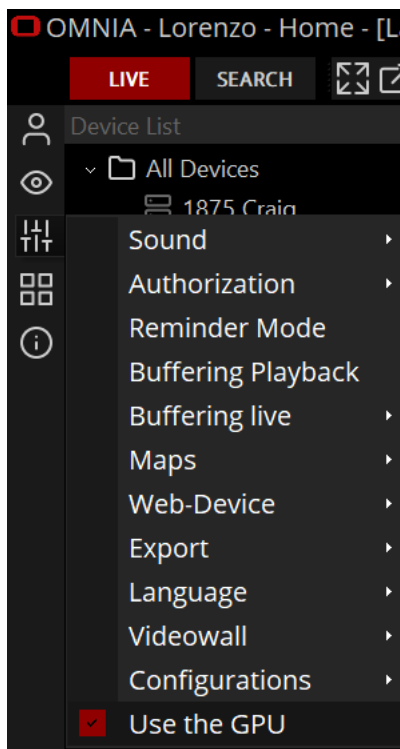 OMNIA - Lorenzo - Home - [L
LIVE SEARCH
Device List
All Devices
1875 Craig
Sound
Authorization
Reminder Mode
Buffering Playback
Buffering live
Maps
Web-Device
Export
Language
Videowall
Configurations
Use the GPU